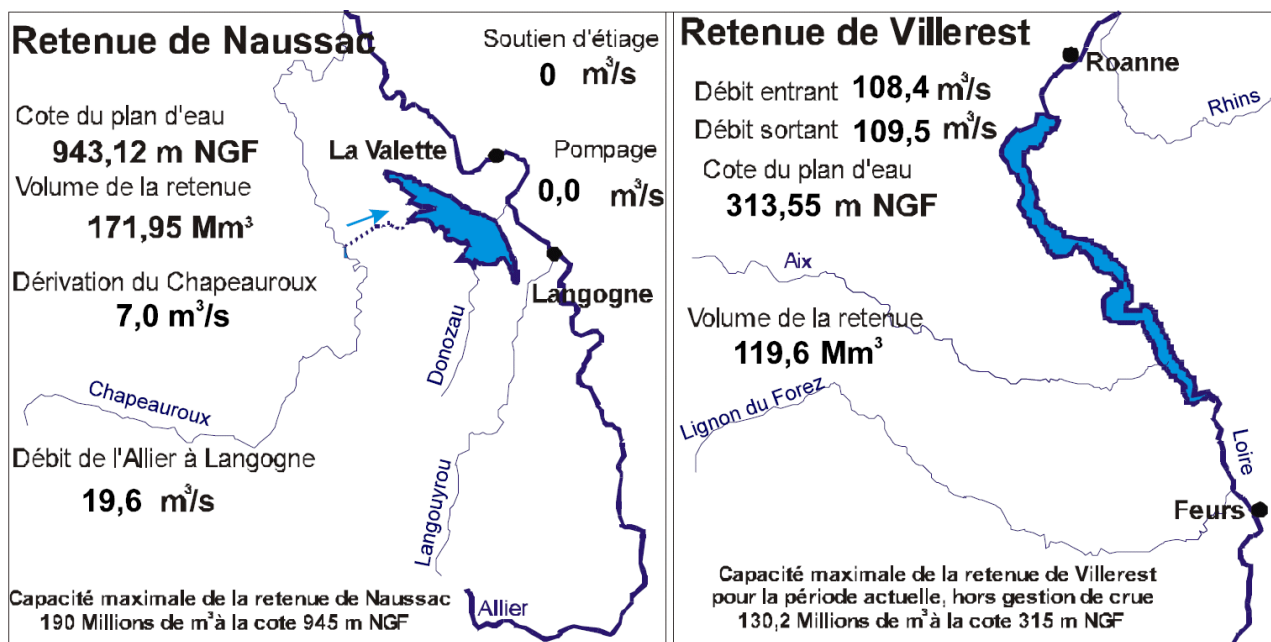 Retenue de Naussac
Soutien d'étiage
0 m³/s
Cote du plan d'eau
943,12 m NGF
La Valette
Pompage
0,0 m³/s
Volume de la retenue
171,95 Mm³
Dérivation du Chapeauroux
7,0 m³/s
Langogne
Donozau
Chapeauroux
Débit de l'Allier à Langogne
19,6 m³/s
Langouyrou
Allier
Capacité maximale de la retenue de Naussac
190 Millions de m³ à la cote 945 m NGF
Retenue de Villerest
Roanne
Débit entrant 108,4 m³/s
Rhins
Débit sortant 109,5 m³/s
Cote du plan d'eau
313,55 m NGF
Aix
Volume de la retenue
119,6 Mm³
Lignon du Forez
Loire
Feurs
Capacité maximale de la retenue de Villerest
pour la période actuelle, hors gestion de crue
130,2 Millions de m³ à la cote 315 m NGF